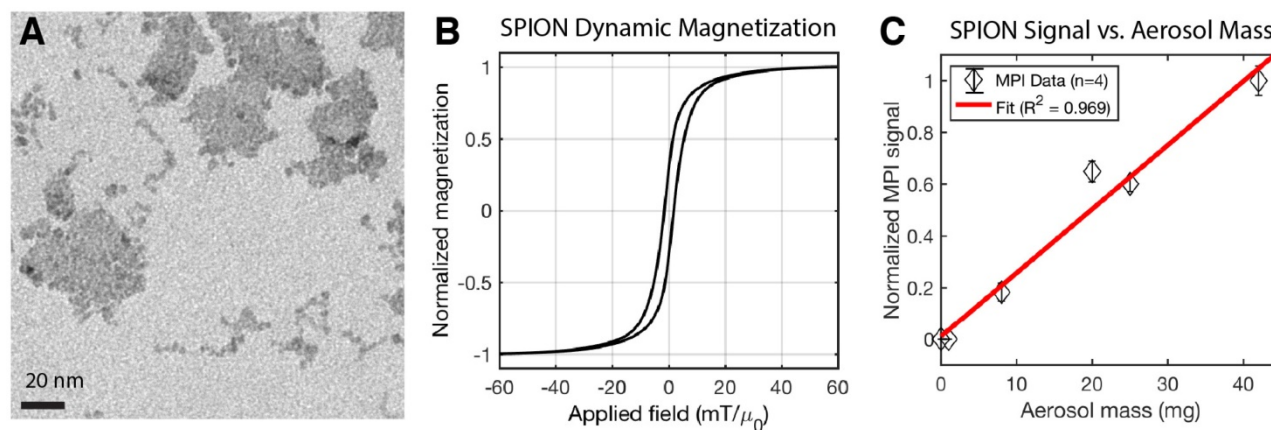 A
20 nm
B
SPION Dynamic Magnetization
Normalized magnetization
1
0.5
0
-0.5
-1
-60
-40
-20
0
20
40
60
Applied field (mT/μ0)
C
SPION Signal vs. Aerosol Mass
MPI Data (n=4)
Fit (R² = 0.969)
Normalized MPI signal
1
0.8
0.6
0.4
0.2
0
0
10
20
30
40
Aerosol mass (mg)